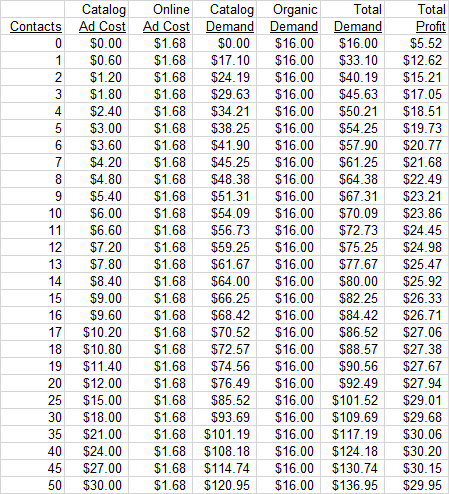 Catalog Online Catalog Organic Total Total
Contacts Ad Cost Ad Cost Demand Demand Demand Profit
0 $0.00 $1.68 $0.00 $16.00 $16.00 $5.52
1 $0.60 $1.68 $17.10 $16.00 $33.10 $12.62
2 $1.20 $1.68 $24.19 $16.00 $40.19 $15.21
3 $1.80 $1.68 $29.63 $16.00 $45.63 $17.05
4 $2.40 $1.68 $34.21 $16.00 $50.21 $18.51
5 $3.00 $1.68 $38.25 $16.00 $54.25 $19.73
6 $3.60 $1.68 $41.90 $16.00 $57.90 $20.77
7 $4.20 $1.68 $45.25 $16.00 $61.25 $21.68
8 $4.80 $1.68 $48.38 $16.00 $64.38 $22.49
9 $5.40 $1.68 $51.31 $16.00 $67.31 $23.21
10 $6.00 $1.68 $54.09 $16.00 $70.09 $23.86
11 $6.60 $1.68 $56.73 $16.00 $72.73 $24.45
12 $7.20 $1.68 $59.25 $16.00 $75.25 $24.98
13 $7.80 $1.68 $61.67 $16.00 $77.67 $25.47
14 $8.40 $1.68 $64.00 $16.00 $80.00 $25.92
15 $9.00 $1.68 $66.25 $16.00 $82.25 $26.33
16 $9.60 $1.68 $68.42 $16.00 $84.42 $26.71
17 $10.20 $1.68 $70.52 $16.00 $86.52 $27.06
18 $10.80 $1.68 $72.57 $16.00 $88.57 $27.38
19 $11.40 $1.68 $74.56 $16.00 $90.56 $27.67
20 $12.00 $1.68 $76.49 $16.00 $92.49 $27.94
25 $15.00 $1.68 $85.52 $16.00 $101.52 $29.01
30 $18.00 $1.68 $93.69 $16.00 $109.69 $29.68
35 $21.00 $1.68 $101.19 $16.00 $117.19 $30.06
40 $24.00 $1.68 $108.18 $16.00 $124.18 $30.20
45 $27.00 $1.68 $114.74 $16.00 $130.74 $30.15
50 $30.00 $1.68 $120.95 $16.00 $136.95 $29.95